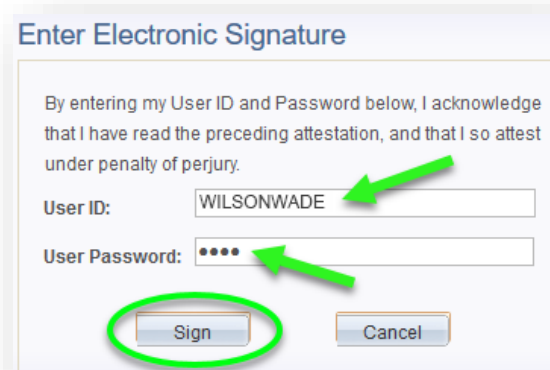 Enter Electronic Signature
By entering my User ID and Password below, I acknowledge
that I have read the preceding attestation, and that I so attest
under penalty of perjury.
User ID: WILSONWADE
User Password: ••••
Sign Cancel